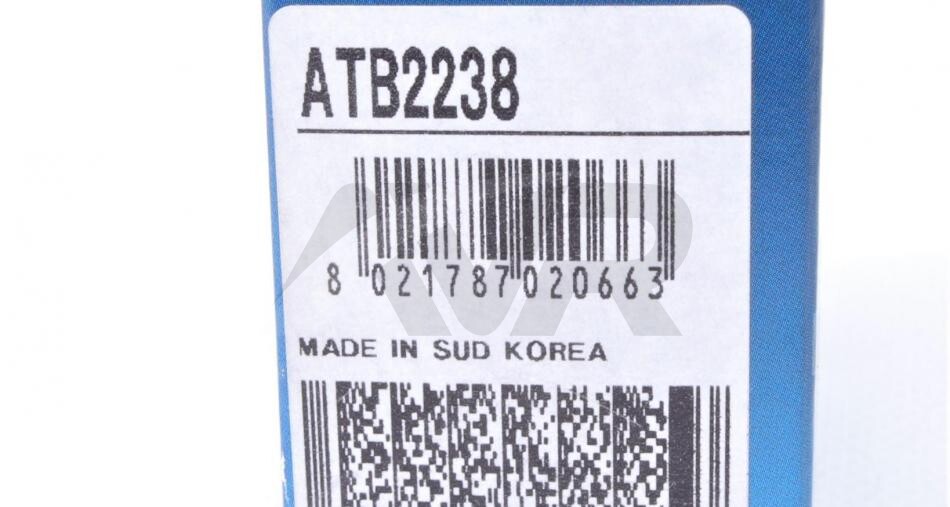 ATB2238
8 021787 020663
MADE IN SUD KOREA